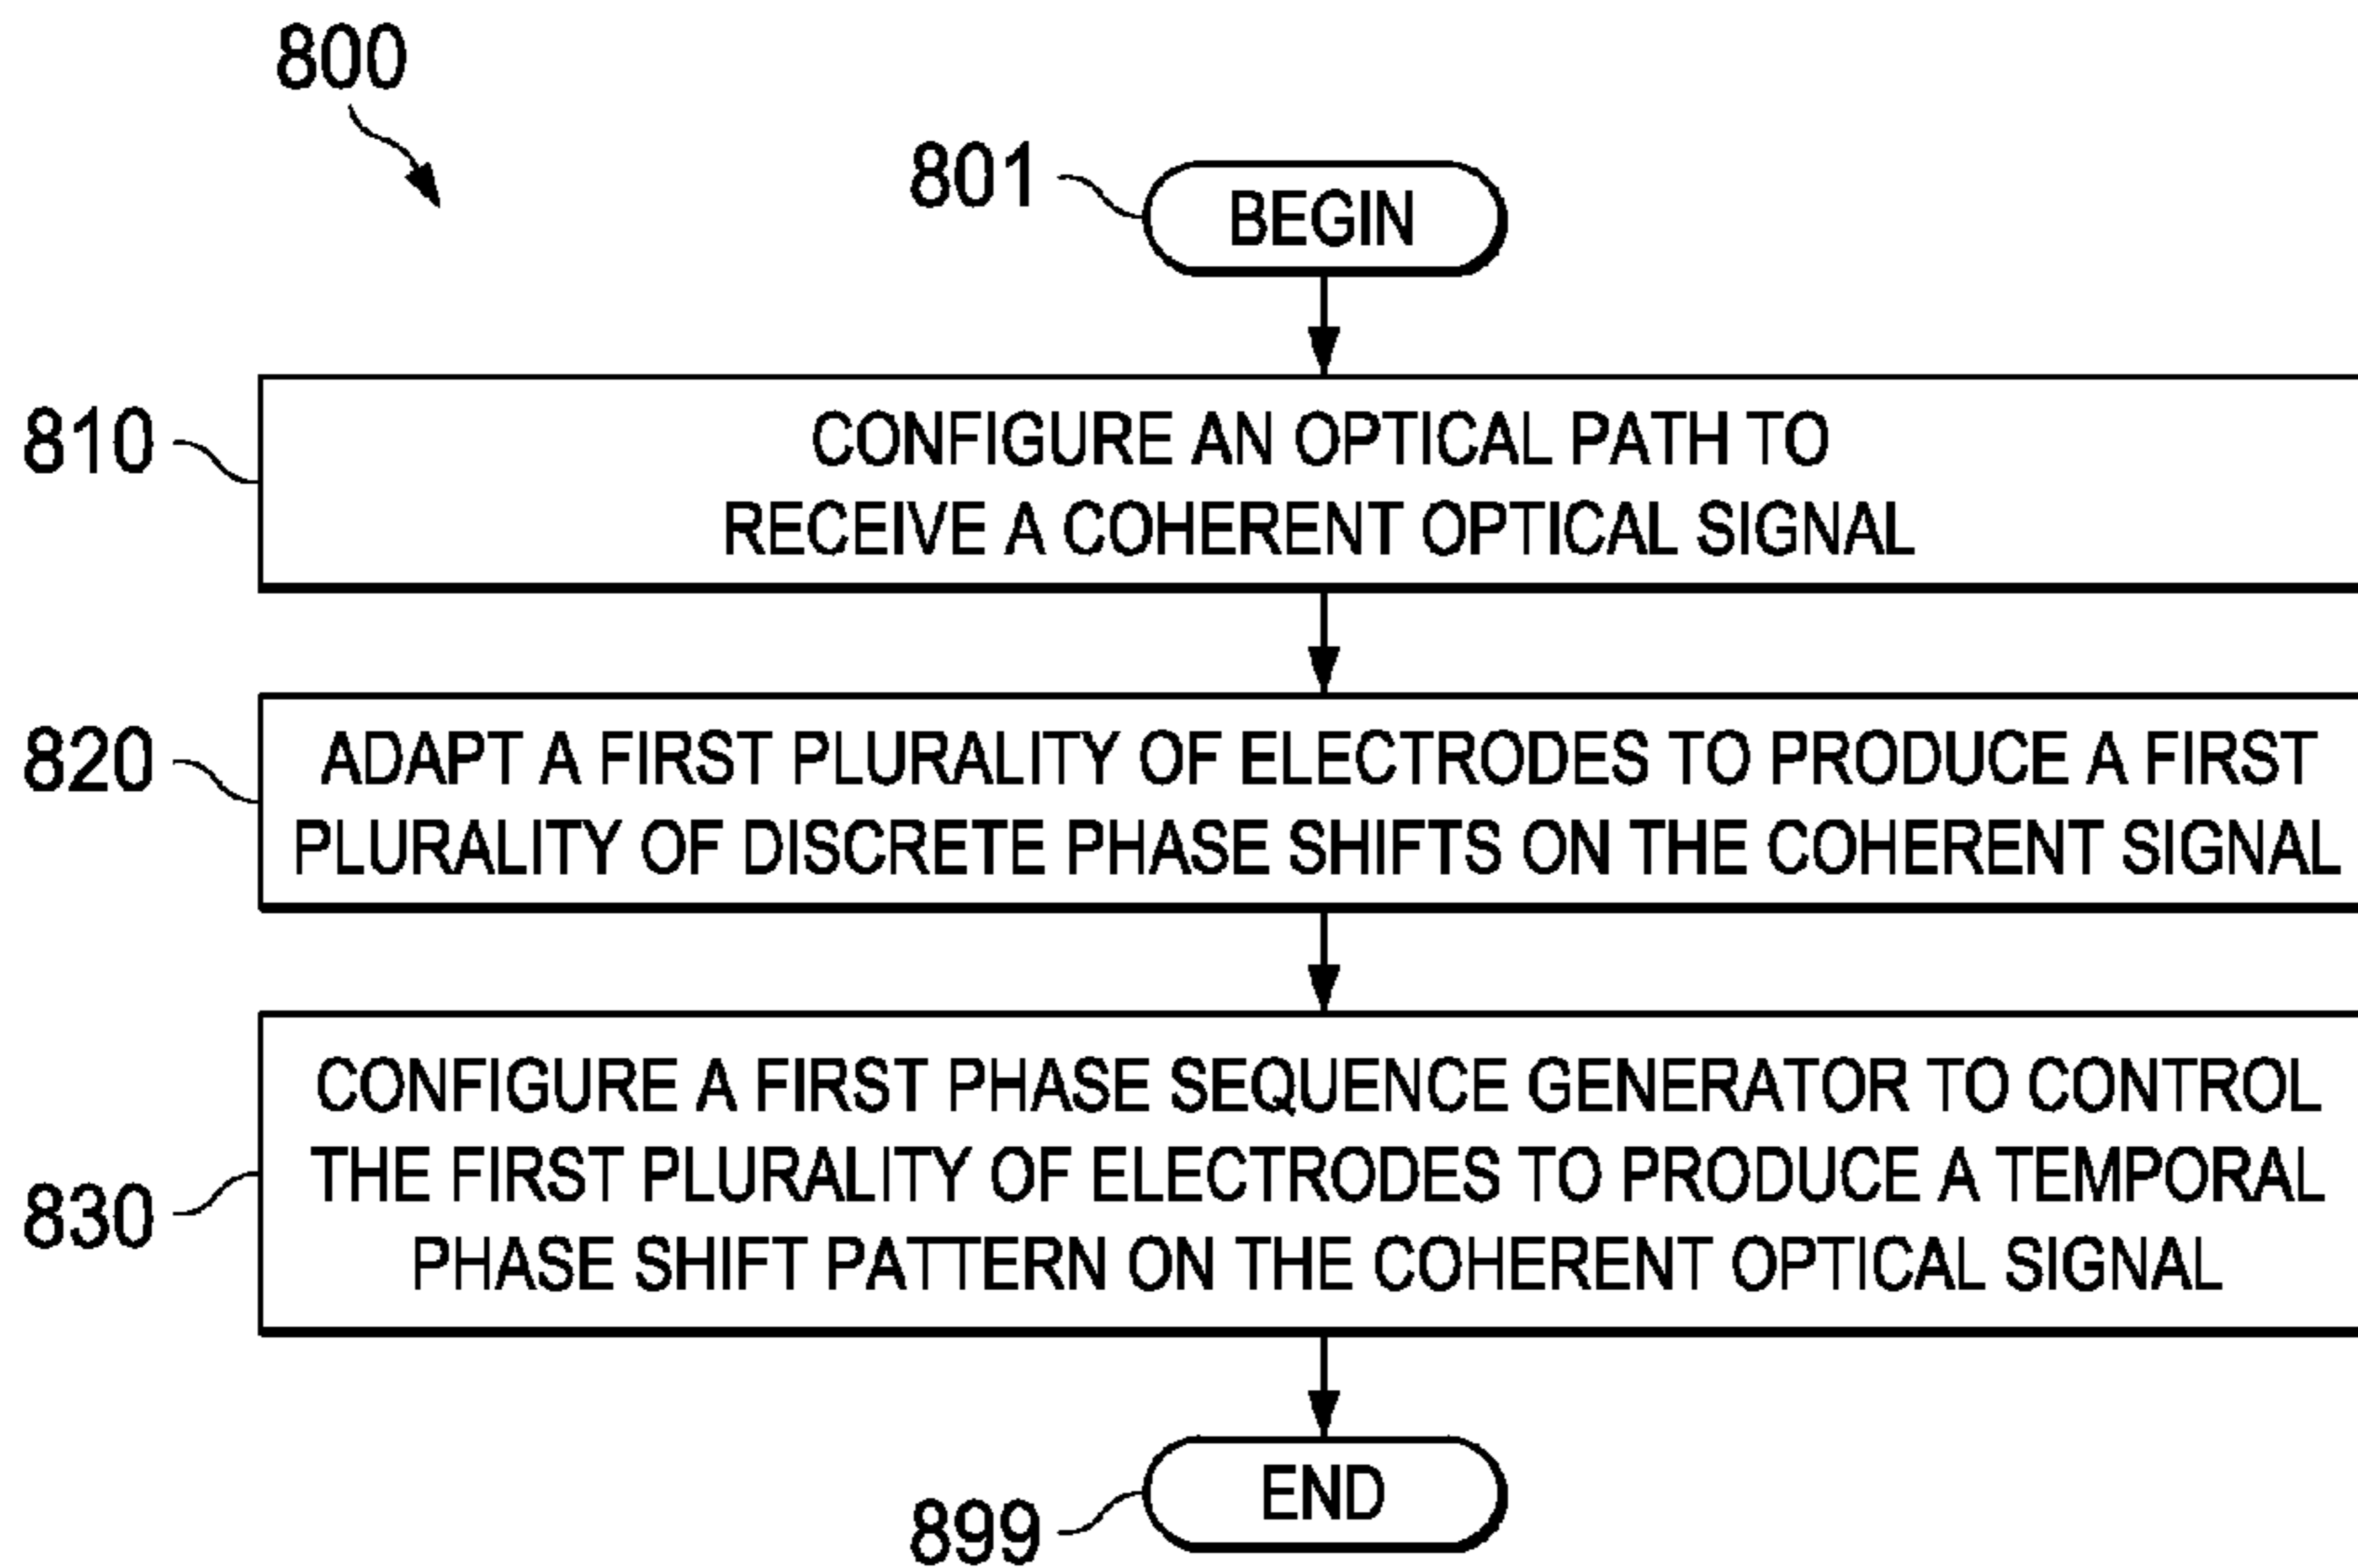 800
801
BEGIN
810
CONFIGURE AN OPTICAL PATH TO
RECEIVE A COHERENT OPTICAL SIGNAL
820
ADAPT A FIRST PLURALITY OF ELECTRODES TO PRODUCE A FIRST
PLURALITY OF DISCRETE PHASE SHIFTS ON THE COHERENT SIGNAL
830
CONFIGURE A FIRST PHASE SEQUENCE GENERATOR TO CONTROL
THE FIRST PLURALITY OF ELECTRODES TO PRODUCE A TEMPORAL
PHASE SHIFT PATTERN ON THE COHERENT OPTICAL SIGNAL
END
899